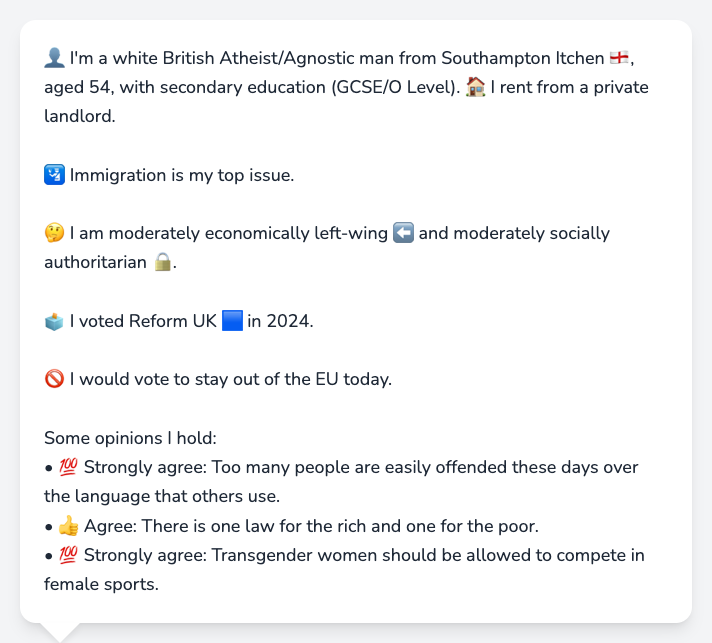 👤 I'm a white British Atheist/Agnostic man from Southampton Itchen 🏴󠁧󠁢󠁥󠁮󠁧󠁿,
aged 54, with secondary education (GCSE/O Level). 🏠 I rent from a private
landlord.
🛂 Immigration is my top issue.
🤔 I am moderately economically left-wing ⬅️ and moderately socially
authoritarian 🔒.
🗳️ I voted Reform UK 🟦 in 2024.
🚫 I would vote to stay out of the EU today.
Some opinions I hold:
• 💯 Strongly agree: Too many people are easily offended these days over
the language that others use.
• 👍 Agree: There is one law for the rich and one for the poor.
• 💯 Strongly agree: Transgender women should be allowed to compete in
female sports.